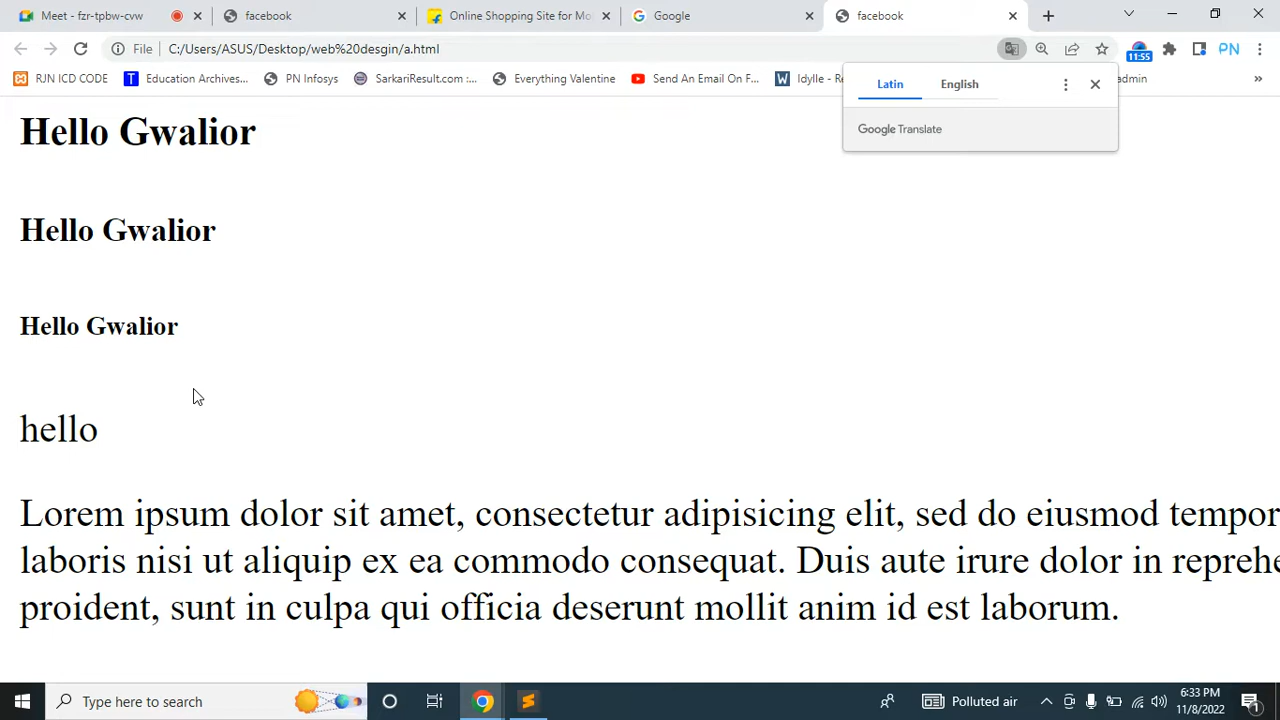 Meet - fzr-tpbw-cvw
facebook
Online Shopping Site for Mo
Google
facebook
File
C:/Users/ASUS/Desktop/web%20desgin/a.html
11:55
PN
RJN ICD CODE
Education Archives...
PN Infosys
SarkariResult.com :...
Everything Valentine
Send An Email On F...
Idylle -
admin
»
Latin
English
Google Translate
Hello Gwalior
Hello Gwalior
Hello Gwalior
hello
Lorem ipsum dolor sit amet, consectetur adipisicing elit, sed do eiusmod tempor
laboris nisi ut aliquip ex ea commodo consequat. Duis aute irure dolor in reprehe
proident, sunt in culpa qui officia deserunt mollit anim id est laborum.
Type here to search
Polluted air
6:33 PM
11/8/2022
1